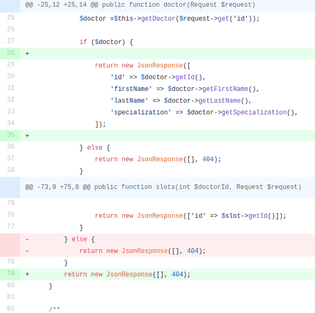 @@ -25,12 +25,14 @@ public function doctor(Request $request)
25 $doctor =$this->getDoctor($request->get('id'));
26
27 if ($doctor) {
28 +
29 return new JsonResponse([
30 'id' => $doctor->getId(),
31 'firstName' => $doctor->getFirstName(),
32 'lastName' => $doctor->getLastName(),
33 'specialization' => $doctor->getSpecialization(),
34 ]);
35 +
36 } else {
37 return new JsonResponse([], 404);
38 }
@@ -73,9 +75,8 @@ public function slots(int $doctorId, Request $request)
75
76 return new JsonResponse(['id' => $slot->getId()]);
77 }
- } else {
- return new JsonResponse([], 404);
78 }
79 + return new JsonResponse([], 404);
80 }
81
82 /**